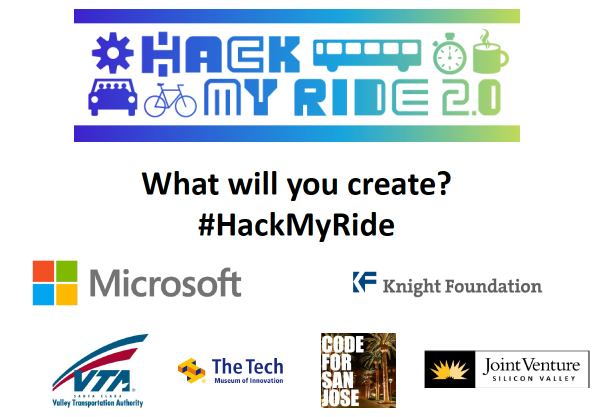 HACK
MY RIDE 2.0
What will you create?
#HackMyRide
Microsoft
KF Knight Foundation
VTA
SANTA CLARA
Valley Transportation Authority
The Tech
Museum of Innovation
CODE
FOR
SAN
JOSE
Joint Venture
SILICON VALLEY